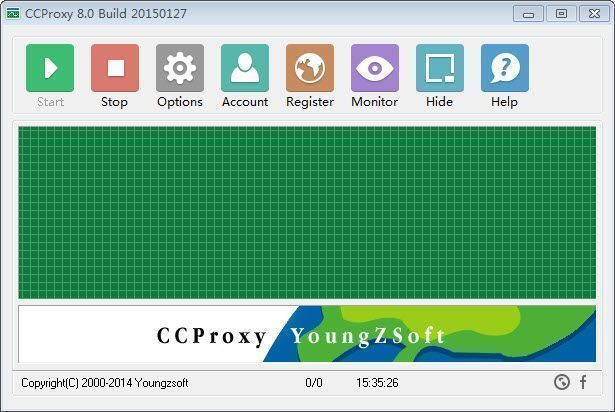 CCProxy 8.0 Build 20150127
Start Stop Options Account Register Monitor Hide Help
CCProxy YoungZSoft
Copyright(C) 2000-2014 Youngzsoft 0/0 15:35:26